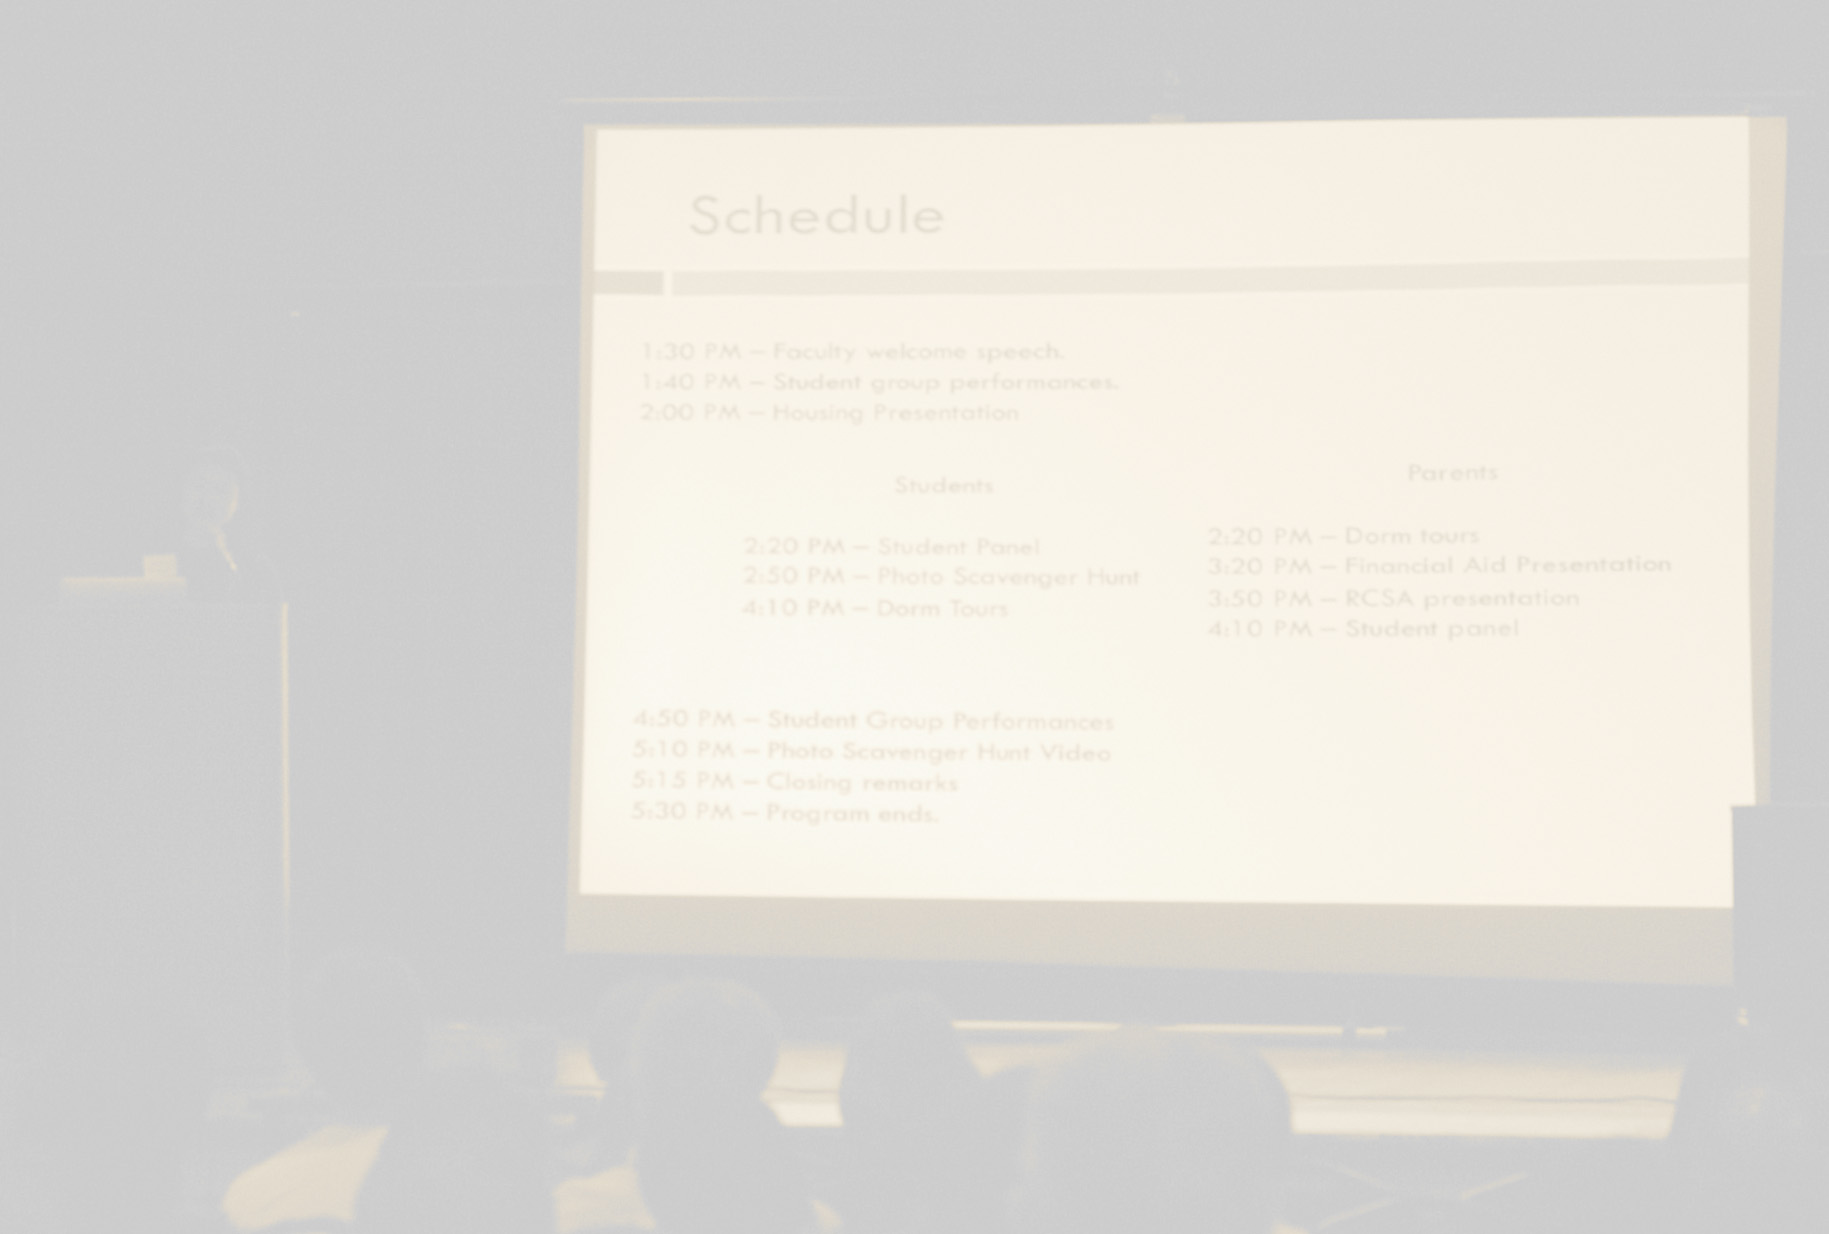 Schedule
1:30 PM – Faculty welcome speech.
1:40 PM – Student group performances.
2:00 PM – Housing Presentation
Students
2:20 PM – Student Panel
2:50 PM – Photo Scavenger Hunt
4:10 PM – Dorm Tours
Parents
2:20 PM – Dorm tours
3:20 PM – Financial Aid Presentation
3:50 PM – RCSA presentation
4:10 PM – Student panel
4:50 PM – Student Group Performances
5:10 PM – Photo Scavenger Hunt Video
5:15 PM – Closing remarks
5:30 PM – Program ends.